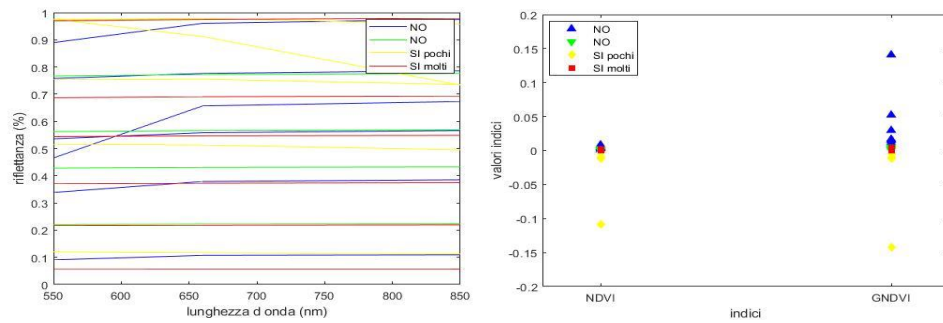 1
0.9
0.8
0.7
0.6
0.5
0.4
0.3
0.2
0.1
0
riflettanza (%)
550 600 650 700 750 800 850
lunghezza d onda (nm)
NO
NO
SI pochi
SI molti
0.2
0.15
0.1
0.05
0
-0.05
-0.1
-0.15
-0.2
valori indici
NDVI GNDVI
indici
NO
NO
SI pochi
SI molti